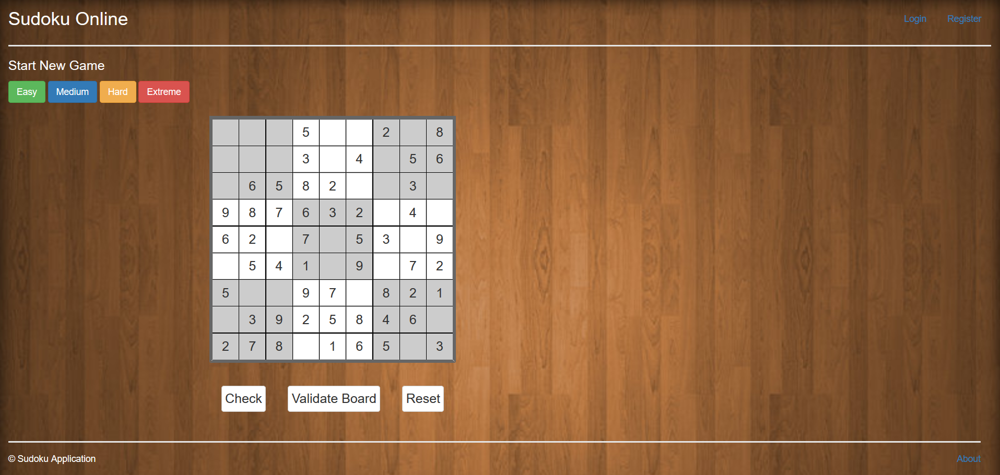 Sudoku Online
Login Register
Start New Game
Easy Medium Hard Extreme
5 2 8
3 4 5 6
6 5 8 2 3
9 8 7 6 3 2 4
6 2 7 5 3 9
5 4 1 9 7 2
5 9 7 8 2 1
3 9 2 5 8 4 6
2 7 8 1 6 5 3
Check Validate Board Reset
© Sudoku Application
About